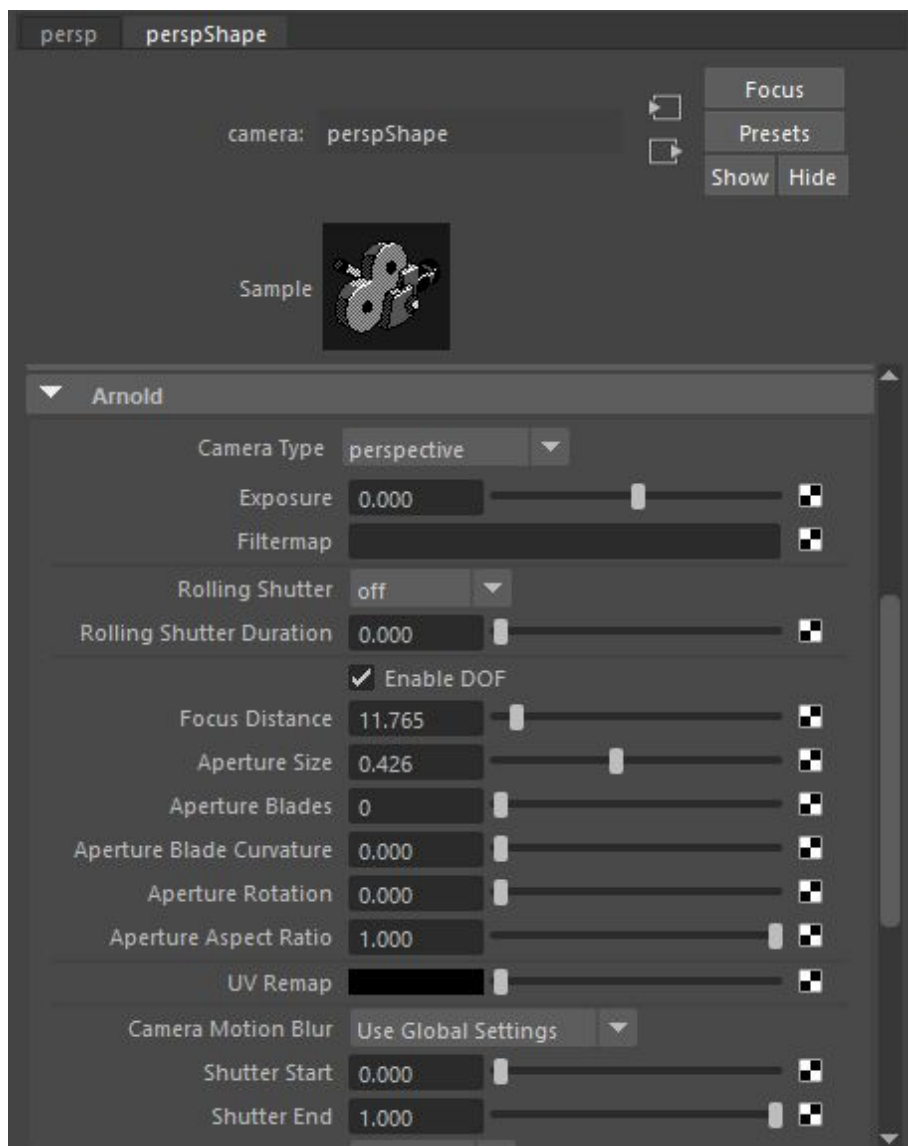 persp perspShape
Focus
camera: perspShape
Presets
Show Hide
Sample
Arnold
Camera Type perspective
Exposure 0.000
Filtermap
Rolling Shutter off
Rolling Shutter Duration 0.000
Enable DOF
Focus Distance 11.765
Aperture Size 0.426
Aperture Blades 0
Aperture Blade Curvature 0.000
Aperture Rotation 0.000
Aperture Aspect Ratio 1.000
UV Remap
Camera Motion Blur Use Global Settings
Shutter Start 0.000
Shutter End 1.000